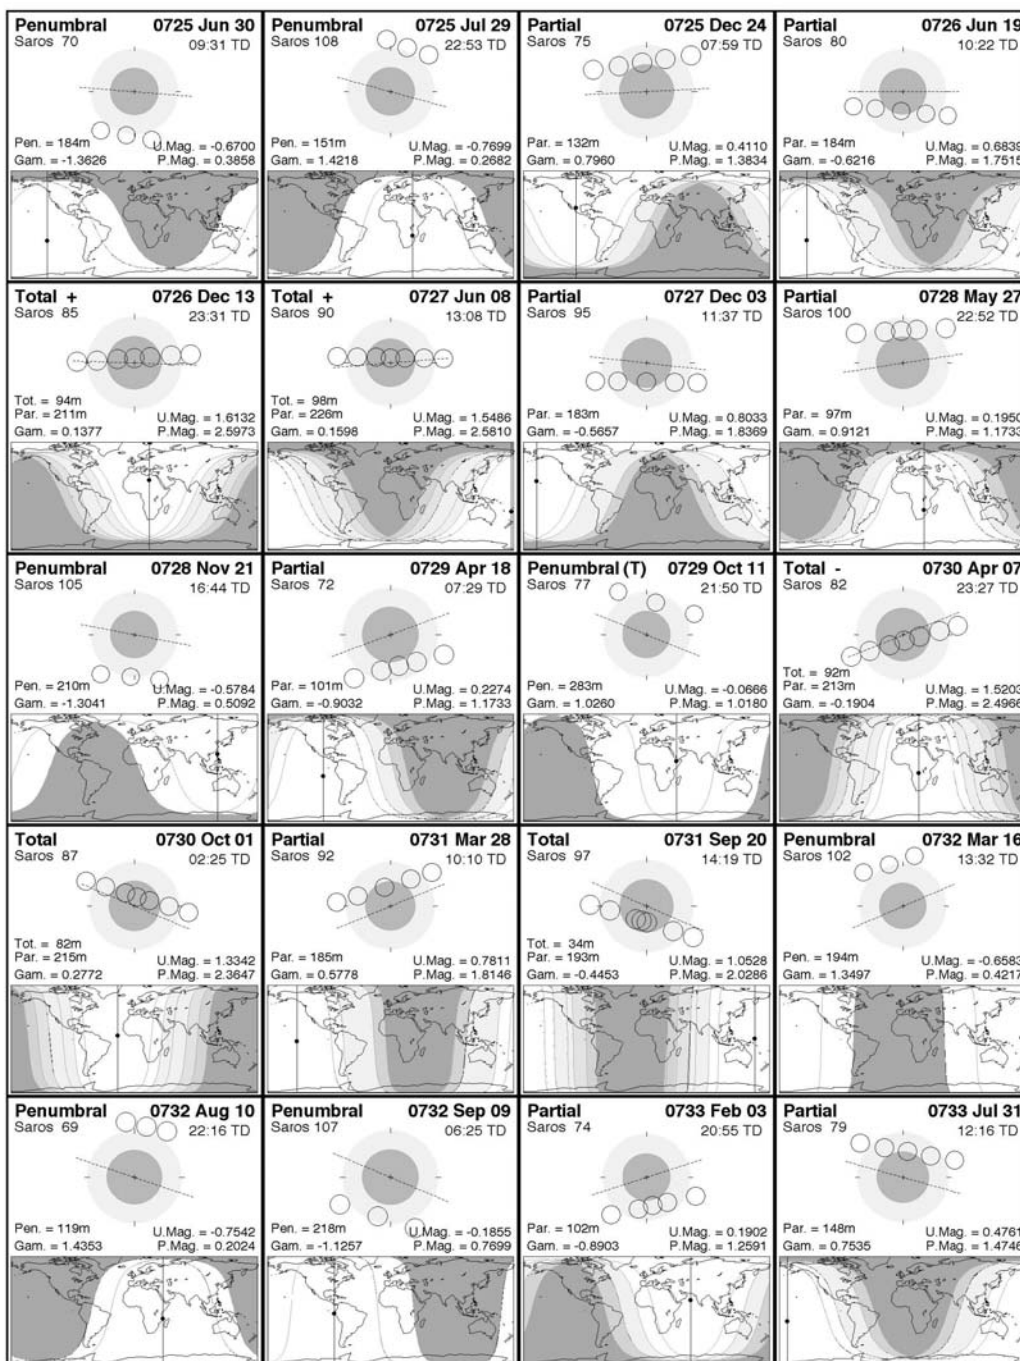 Penumbral 0725 Jun 30
Saros 70 09:31 TD
Pen. = 184m U.Mag. = -0.6700
Gam. = -1.3626 P.Mag. = 0.3858
Penumbral 0725 Jul 29
Saros 108 22:53 TD
Pen. = 151m U.Mag. = -0.7699
Gam. = 1.4218 P.Mag. = 0.2682
Partial 0725 Dec 24
Saros 75 07:59 TD
Par. = 132m U.Mag. = 0.4110
Gam. = 0.7960 P.Mag. = 1.3834
Partial 0726 Jun 19
Saros 80 10:22 TD
Par. = 184m U.Mag. = 0.6839
Gam. = -0.6216 P.Mag. = 1.7515
Total + 0726 Dec 13
Saros 85 23:31 TD
Tot. = 94m
Par. = 211m U.Mag. = 1.6132
Gam. = 0.1377 P.Mag. = 2.5973
Total + 0727 Jun 08
Saros 90 13:08 TD
Tot. = 98m
Par. = 226m U.Mag. = 1.5486
Gam. = 0.1598 P.Mag. = 2.5810
Partial 0727 Dec 03
Saros 95 11:37 TD
Par. = 183m U.Mag. = 0.8033
Gam. = -0.5657 P.Mag. = 1.8369
Partial 0728 May 27
Saros 100 22:52 TD
Par. = 97m U.Mag. = 0.1950
Gam. = 0.9121 P.Mag. = 1.1733
Penumbral 0728 Nov 21
Saros 105 16:44 TD
Pen. = 210m U.Mag. = -0.5784
Gam. = -1.3041 P.Mag. = 0.5092
Partial 0729 Apr 18
Saros 72 07:29 TD
Par. = 101m U.Mag. = 0.2274
Gam. = -0.9032 P.Mag. = 1.1733
Penumbral (T) 0729 Oct 11
Saros 77 21:50 TD
Pen. = 283m U.Mag. = -0.0666
Gam. = 1.0260 P.Mag. = 1.0180
Total - 0730 Apr 07
Saros 82 23:27 TD
Tot. = 92m
Par. = 213m U.Mag. = 1.5203
Gam. = -0.1904 P.Mag. = 2.4966
Total 0730 Oct 01
Saros 87 02:25 TD
Tot. = 82m
Par. = 215m U.Mag. = 1.3342
Gam. = 0.2772 P.Mag. = 2.3647
Partial 0731 Mar 28
Saros 92 10:10 TD
Par. = 185m U.Mag. = 0.7811
Gam. = 0.5778 P.Mag. = 1.8146
Total 0731 Sep 20
Saros 97 14:19 TD
Tot. = 34m
Par. = 193m U.Mag. = 1.0528
Gam. = -0.4453 P.Mag. = 2.0286
Penumbral 0732 Mar 16
Saros 102 13:32 TD
Pen. = 194m U.Mag. = -0.6583
Gam. = 1.3497 P.Mag. = 0.4217
Penumbral 0732 Aug 10
Saros 69 22:16 TD
Pen. = 119m U.Mag. = -0.7542
Gam. = 1.4353 P.Mag. = 0.2024
Penumbral 0732 Sep 09
Saros 107 06:25 TD
Pen. = 218m U.Mag. = -0.1855
Gam. = -1.1257 P.Mag. = 0.7699
Partial 0733 Feb 03
Saros 74 20:55 TD
Par. = 102m U.Mag. = 0.1902
Gam. = -0.8903 P.Mag. = 1.2591
Partial 0733 Jul 31
Saros 79 12:16 TD
Par. = 148m U.Mag. = 0.4761
Gam. = 0.7535 P.Mag. = 1.4746